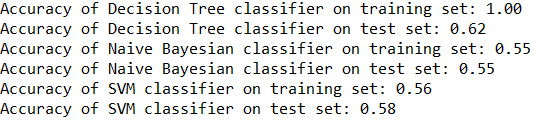 Accuracy of Decision Tree classifier on training set: 1.00
Accuracy of Decision Tree classifier on test set: 0.62
Accuracy of Naive Bayesian classifier on training set: 0.55
Accuracy of Naive Bayesian classifier on test set: 0.55
Accuracy of SVM classifier on training set: 0.56
Accuracy of SVM classifier on test set: 0.58